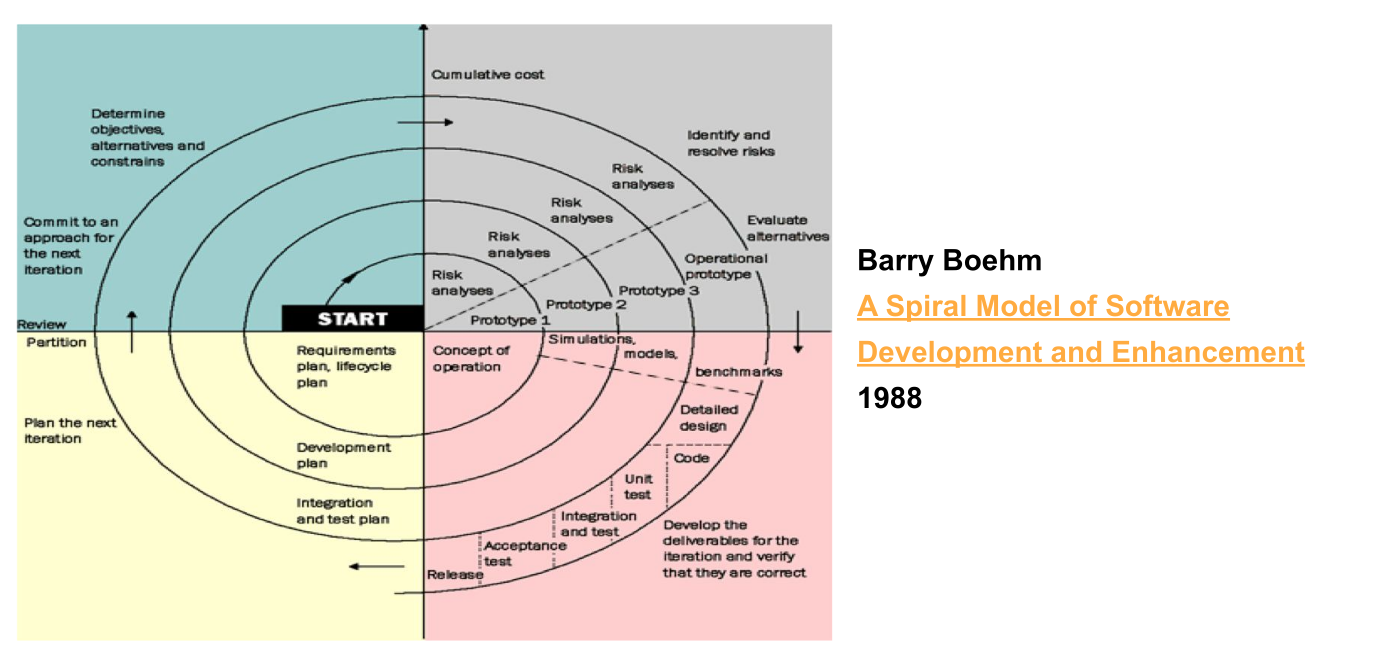 Cumulative cost
Determine
objectives,
alternatives and
constrains
Identify and
resolve risks
Risk
analyses
Risk
analyses
Risk
analyses
Risk
analyses
Evaluate
alternatives
Commit to an
approach for
the next
iteration
Operational
prototype
Prototype 3
Prototype 2
Prototype 1
START
Review
Partition
Requirements
plan, lifecycle
plan
Concept of
operation
Simulations,
models,
benchmarks
Plan the next
iteration
Detailed
design
Development
plan
Code
Unit
test
Integration
and test plan
Integration
and test
Acceptance
test
Release
Develop the
deliverables for the
iteration and verify
that they are correct
Barry Boehm
A Spiral Model of Software
Development and Enhancement
1988